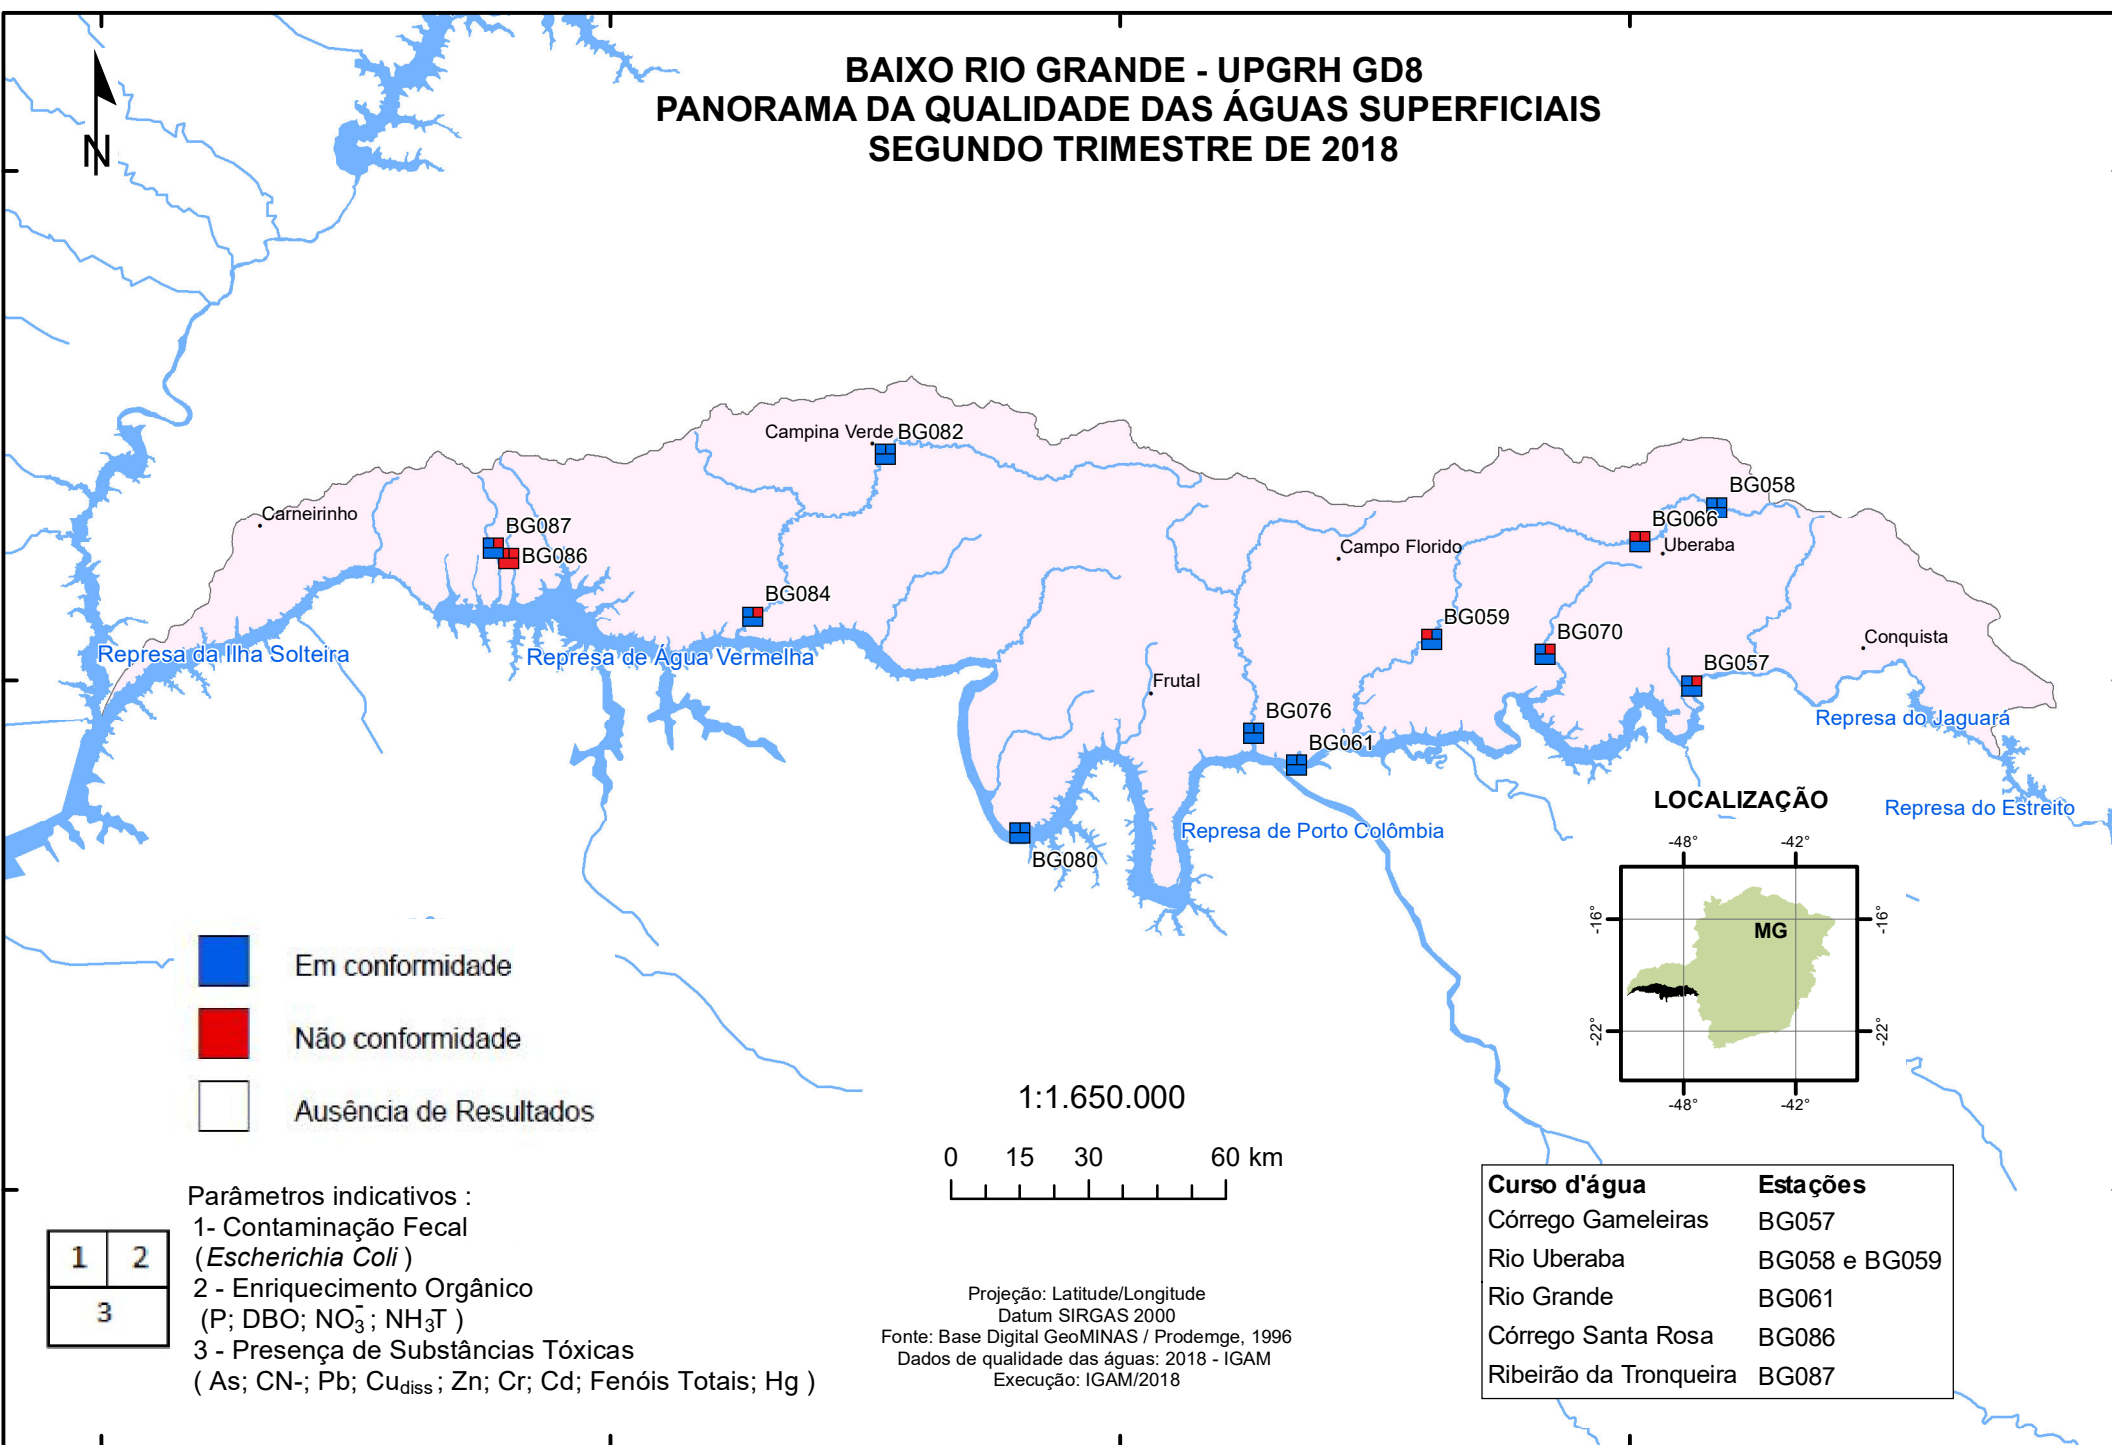 BAIXO RIO GRANDE - UPGRH GD8
PANORAMA DA QUALIDADE DAS ÁGUAS SUPERFICIAIS
SEGUNDO TRIMESTRE DE 2018
N
Campina Verde
BG082
Carneirinho
BG087
BG086
BG084
BG058
BG066
Uberaba
Campo Florido
BG059
BG070
BG057
Conquista
Represa da Ilha Solteira
Represa de Água Vermelha
Frutal
BG076
BG061
Represa do Jaguará
Represa do Estreito
Represa de Porto Colômbia
BG080
LOCALIZAÇÃO
-48°
-42°
-16°
-16°
MG
-22°
-22°
-48°
-42°
Em conformidade
Não conformidade
Ausência de Resultados
1:1.650.000
0 15 30 60 km
Parâmetros indicativos :
1- Contaminação Fecal
(Escherichia Coli )
2 - Enriquecimento Orgânico
(P; DBO; NO₃⁻; NH₃T )
3 - Presença de Substâncias Tóxicas
( As; CN-; Pb; Cudiss; Zn; Cr; Cd; Fenóis Totais; Hg )
1 2
3
Projeção: Latitude/Longitude
Datum SIRGAS 2000
Fonte: Base Digital GeoMINAS / Prodemge, 1996
Dados de qualidade das águas: 2018 - IGAM
Execução: IGAM/2018
Curso d'água Estações
Córrego Gameleiras BG057
Rio Uberaba BG058 e BG059
Rio Grande BG061
Córrego Santa Rosa BG086
Ribeirão da Tronqueira BG087